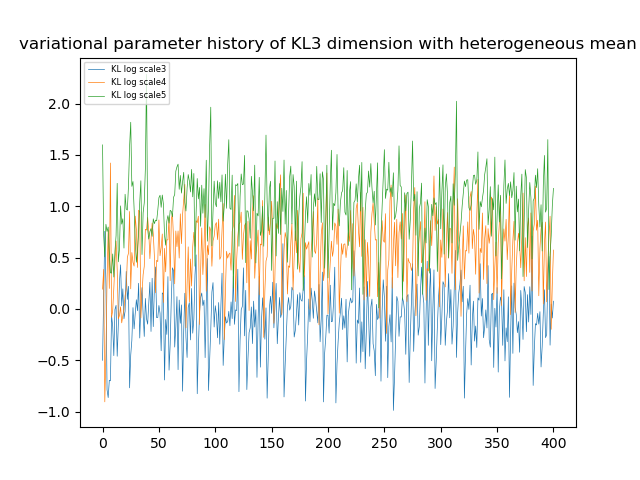 variational parameter history of KL3 dimension with heterogeneous mean
KL log scale3
KL log scale4
KL log scale5
2.0
1.5
1.0
0.5
0.0
−0.5
−1.0
0 50 100 150 200 250 300 350 400